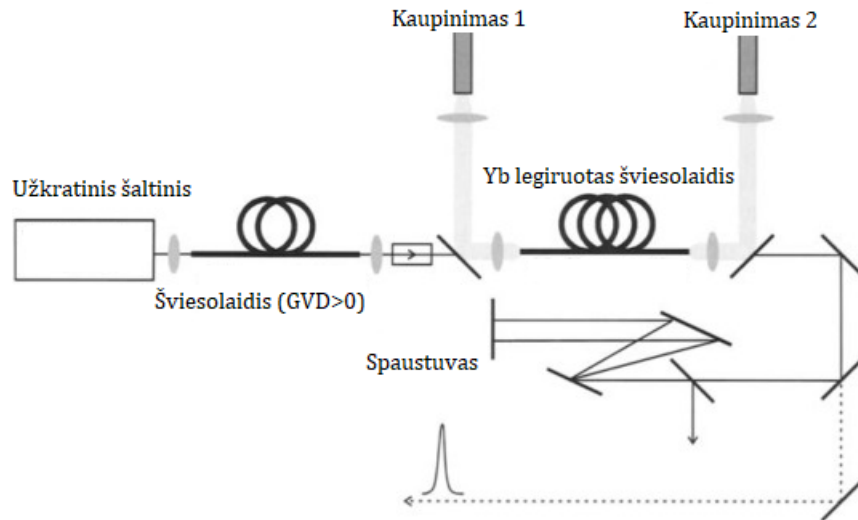 Kaupinimas 1
Kaupinimas 2
Užkratinis šaltinis
Yb legiruotas šviesolaidis
Šviesolaidis (GVD>0)
Spaustuvas